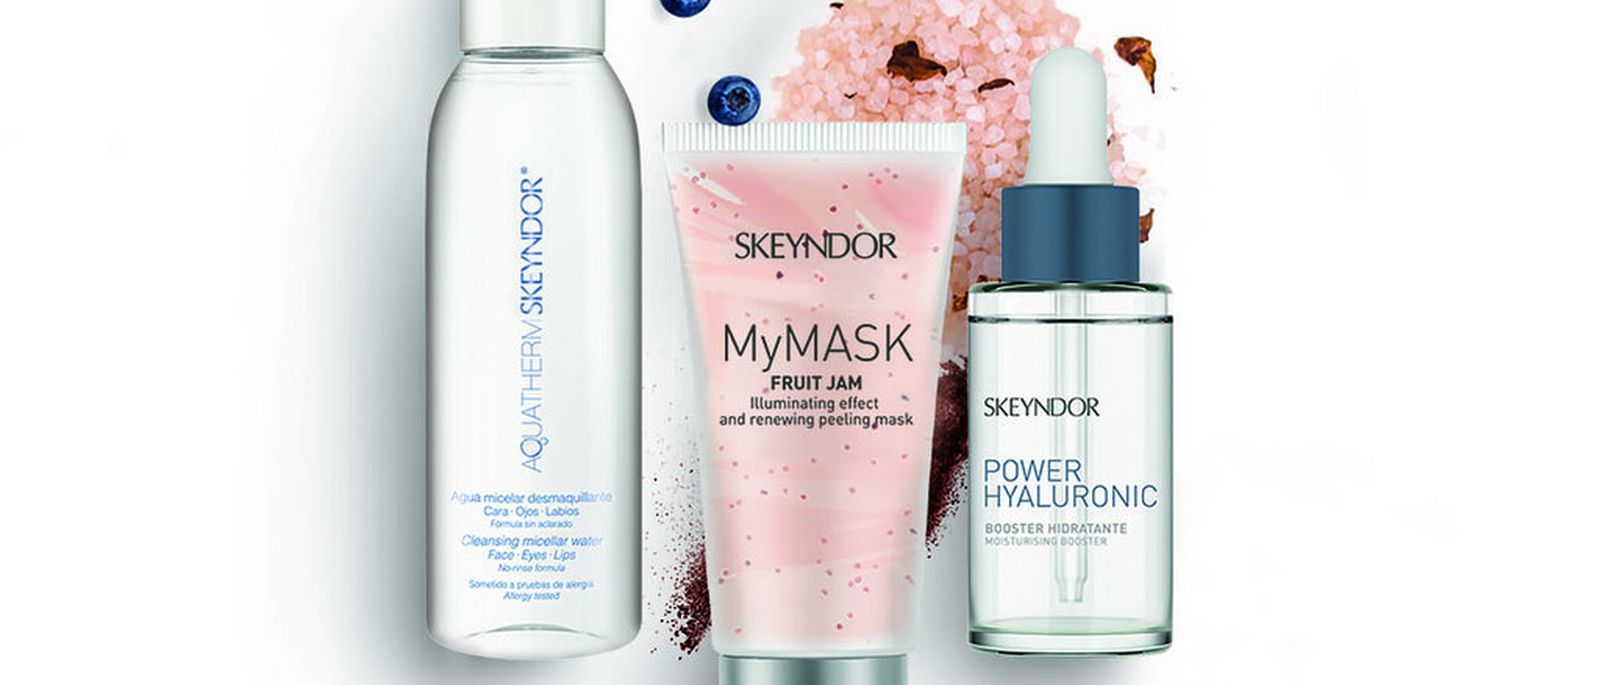 AQUATHERM SKEYNDOR®
Agua micelar desmaquillante
Cara · Ojos · Labios
Fórmula sin aclarado
Cleansing micellar water
Face · Eyes · Lips
No-rinse formula
Sometido a pruebas de alergia
Allergy tested
SKEYNDOR
MyMASK
FRUIT JAM
Illuminating effect
and renewing peeling mask
SKEYNDOR
POWER
HYALURONIC
BOOSTER HIDRATANTE
MOISTURISING BOOSTER